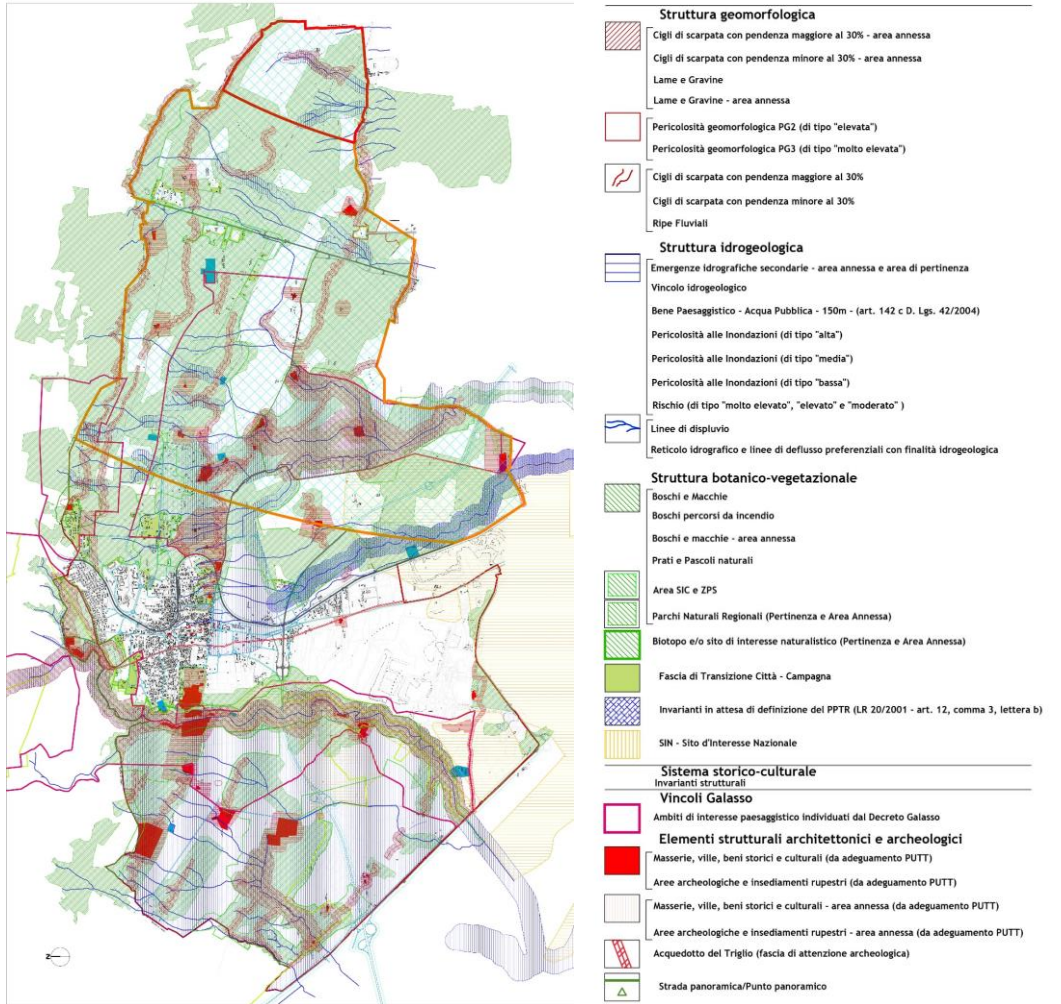 Struttura geomorfologica
Cigli di scarpata con pendenza maggiore al 30% - area annessa
Cigli di scarpata con pendenza minore al 30% - area annessa
Lame e Gravine
Lame e Gravine - area annessa
Pericolosità geomorfologica PG2 (di tipo "elevata")
Pericolosità geomorfologica PG3 (di tipo "molto elevata")
Cigli di scarpata con pendenza maggiore al 30%
Cigli di scarpata con pendenza minore al 30%
Ripe Fluviali
Struttura idrogeologica
Emergenze idrografiche secondarie - area annessa e area di pertinenza
Vincolo idrogeologico
Bene Paesaggistico - Acqua Pubblica - 150m - (art. 142 c D. Lgs. 42/2004)
Pericolosità alle Inondazioni (di tipo "alta")
Pericolosità alle Inondazioni (di tipo "media")
Pericolosità alle Inondazioni (di tipo "bassa")
Rischio (di tipo "molto elevato", "elevato" e "moderato" )
Linee di displuvio
Reticolo idrografico e linee di deflusso preferenziali con finalità idrogeologica
Struttura botanico-vegetazionale
Boschi e Macchie
Boschi percorsi da incendio
Boschi e macchie - area annessa
Prati e Pascoli naturali
Area SIC e ZPS
Parchi Naturali Regionali (Pertinenza e Area Annessa)
Biotopo e/o sito di interesse naturalistico (Pertinenza e Area Annessa)
Fascia di Transizione Città - Campagna
Invarianti in attesa di definizione del PPTR (LR 20/2001 - art. 12, comma 3, lettera b)
SIN - Sito d'Interesse Nazionale
Sistema storico-culturale
Invarianti strutturali
Vincoli Galasso
Ambiti di interesse paesaggistico individuati dal Decreto Galasso
Elementi strutturali architettonici e archeologici
Masserie, ville, beni storici e culturali (da adeguamento PUTT)
Aree archeologiche e insediamenti rupestri (da adeguamento PUTT)
Masserie, ville, beni storici e culturali - area annessa (da adeguamento PUTT)
Aree archeologiche e insediamenti rupestri - area annessa (da adeguamento PUTT)
Acquedotto del Triglio (fascia di attenzione archeologica)
Strada panoramica/Punto panoramico